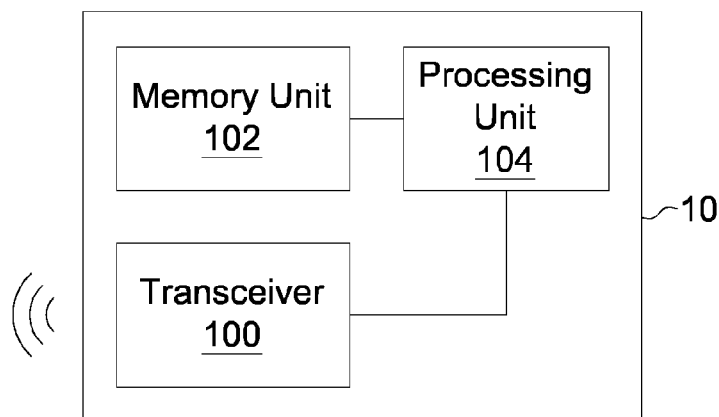 Memory Unit
102
Processing
Unit
104
10
Transceiver
100